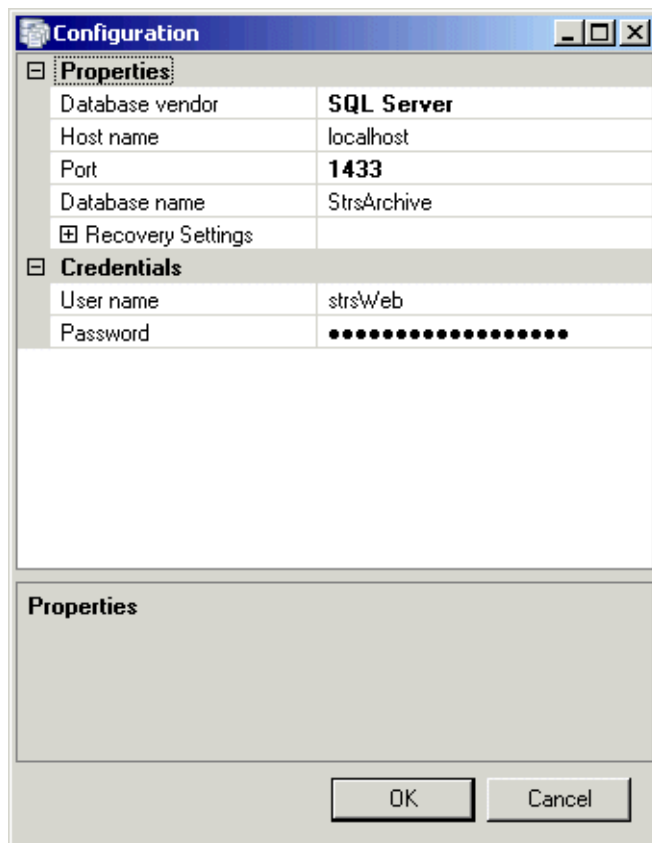 Configuration
Properties
Database vendor SQL Server
Host name localhost
Port 1433
Database name StrsArchive
Recovery Settings
Credentials
User name strsWeb
Password ●●●●●●●●●●●●●●●●●●
Properties
OK Cancel